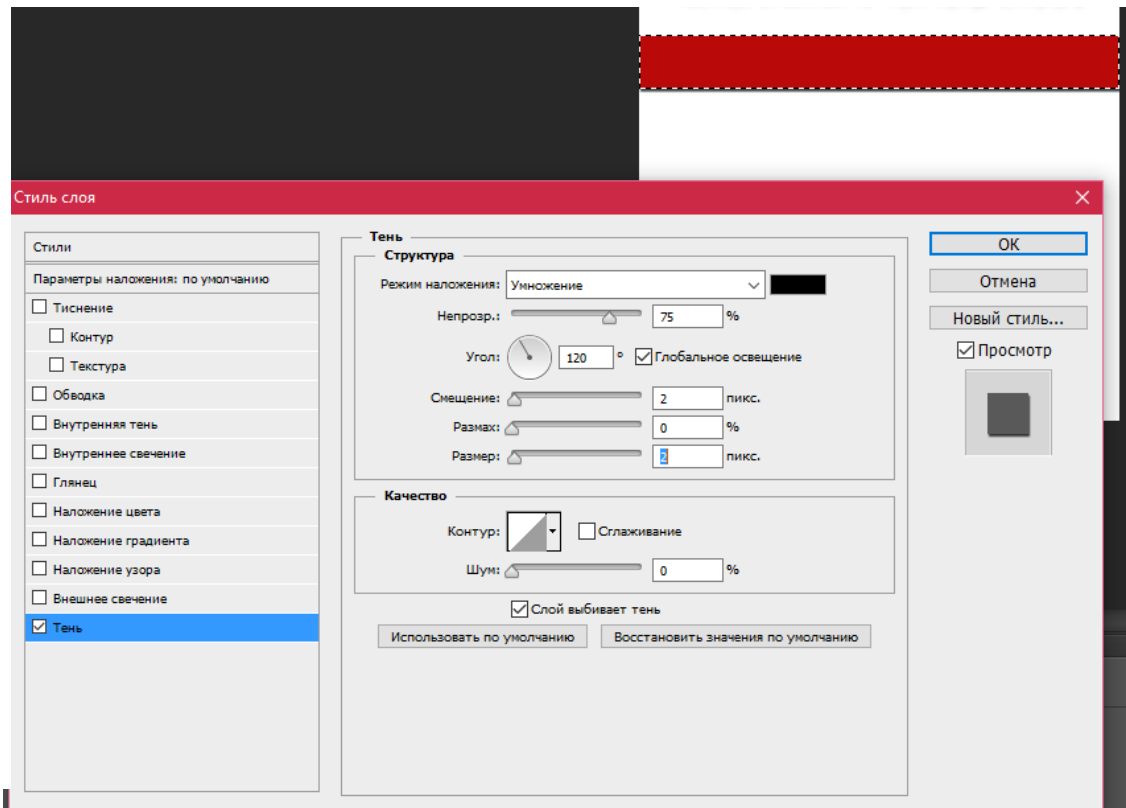 Стиль слоя
Стили
Параметры наложения: по умолчанию
Тиснение
Контур
Текстура
Обводка
Внутренняя тень
Внутреннее свечение
Глянец
Наложение цвета
Наложение градиента
Наложение узора
Внешнее свечение
Тень
Тень
Структура
Режим наложения: Умножение
Непрозр.: 75 %
Угол: 120 ° Глобальное освещение
Смещение: 2 пикс.
Размах: 0 %
Размер: 2 пикс.
Качество
Контур: Сглаживание
Шум: 0 %
Слой выбивает тень
Использовать по умолчанию Восстановить значения по умолчанию
ОК
Отмена
Новый стиль...
Просмотр